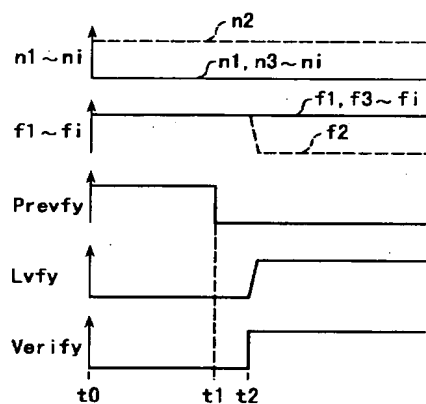 n2
n1~ni
n1, n3~ni
f1, f3~fi
f1~fi
f2
Prevfy
Lvfy
Verify
t0 t1 t2